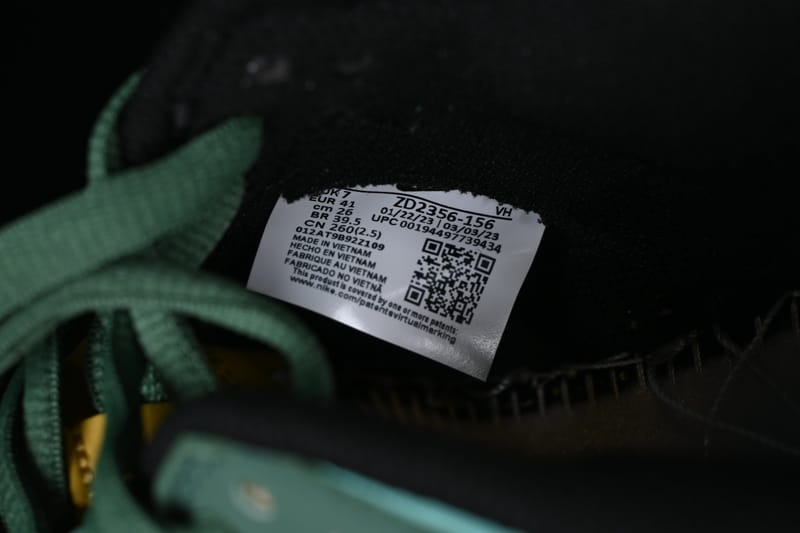 UK 7
EUR 41
cm 26
BR 39.5
CN 260(2.5)
012AT9B92Z109
MADE IN VIETNAM
HECHO EN VIETNAM
FABRIQUE AU VIETNAM
FABRICADO NO VIETNÃ
This product is covered by one or more patents:
www.nike.com/patentevirtualmarking
VH
ZD2356-156
01/22/23 | 03/03/23
UPC 00194497739434